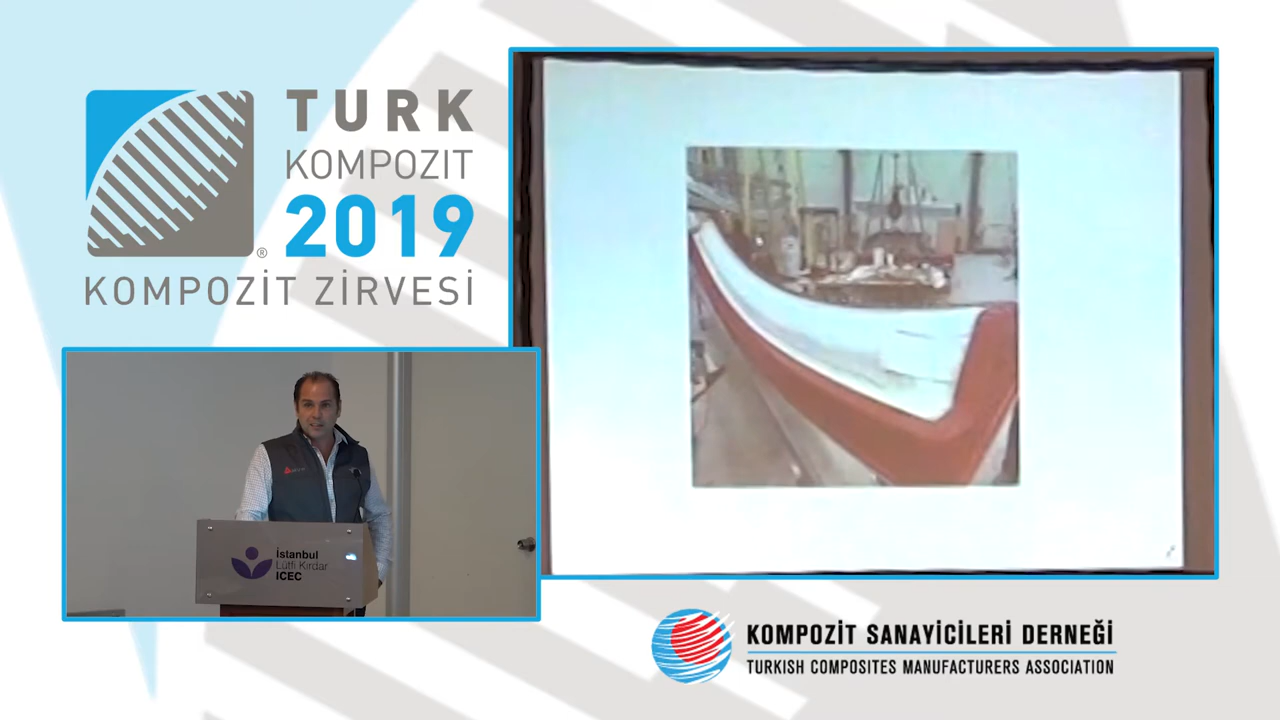 TURK
KOMPOZIT
2019
®
KOMPOZİT ZİRVESİ
İstanbul
Lütfi Kırdar
ICEC
KOMPOZİT SANAYİCİLERİ DERNEĞİ
TURKISH COMPOSITES MANUFACTURERS ASSOCIATION